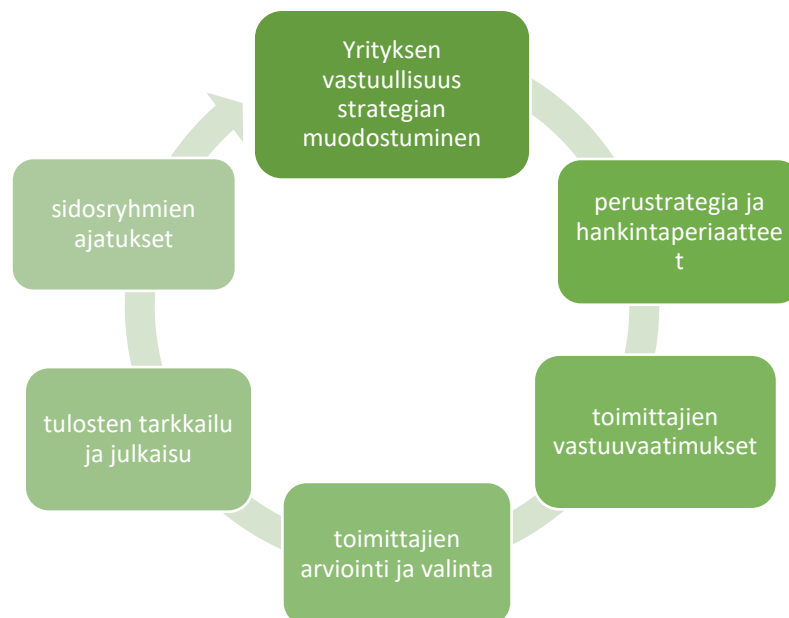 Yrityksen
vastuullisuus
strategian
muodostuminen
perustrategia ja
hankintaperiaattee
t
toimittajien
vastuuvaatimukset
toimittajien
arviointi ja valinta
tulosten tarkkailu
ja julkaisu
sidosryhmien
ajatukset